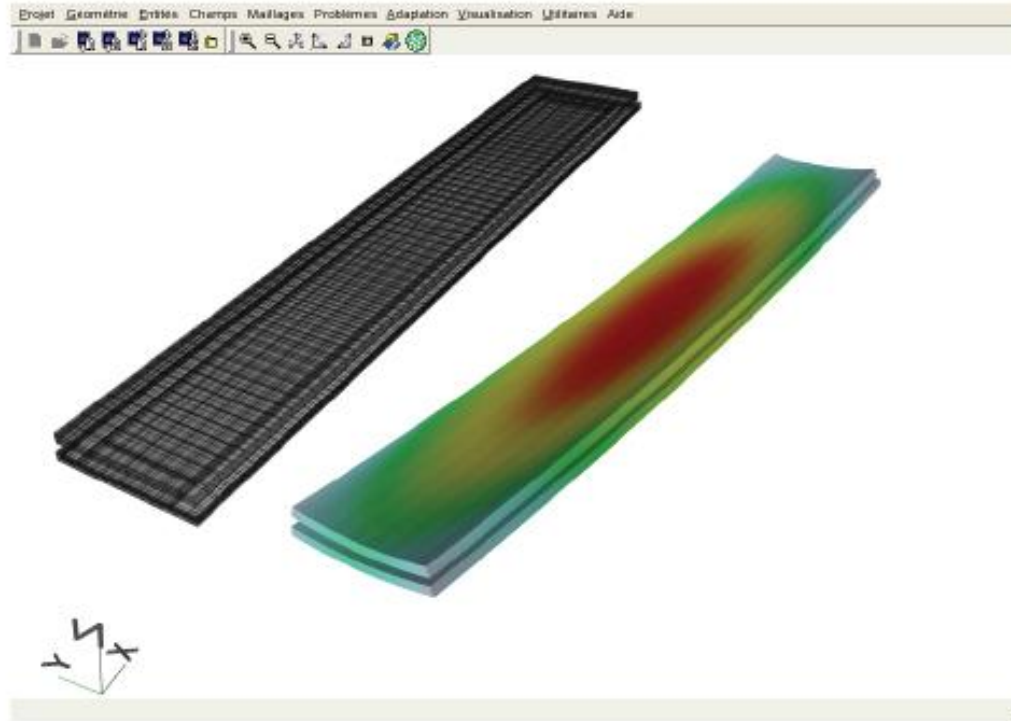 Projet Géométrie Entités Champs Maillages Problèmes Adaptation Visualisation Utilitaires Aide
Z
Y X